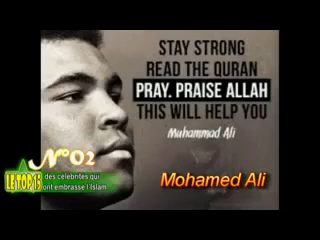 STAY STRONG
READ THE QURAN
PRAY. PRAISE ALLAH
THIS WILL HELP YOU
Muhammad Ali
N°02
LE TOP 15
des célébrités qui
ont embrasse l'Islam
Mohamed Ali